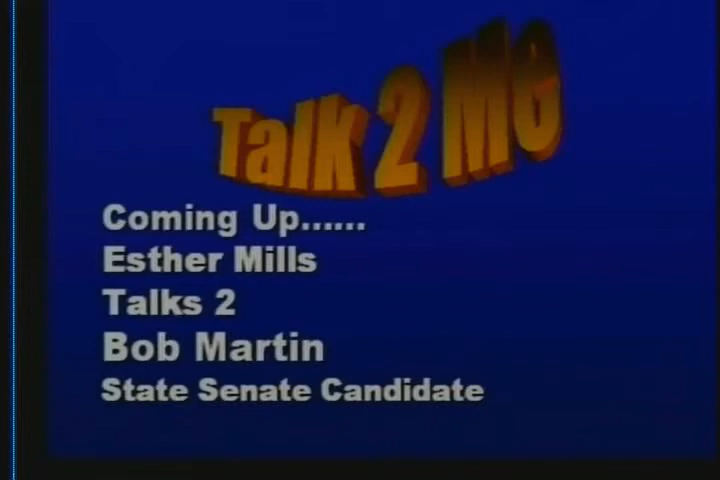 Talk 2 Me
Coming Up......
Esther Mills
Talks 2
Bob Martin
State Senate Candidate